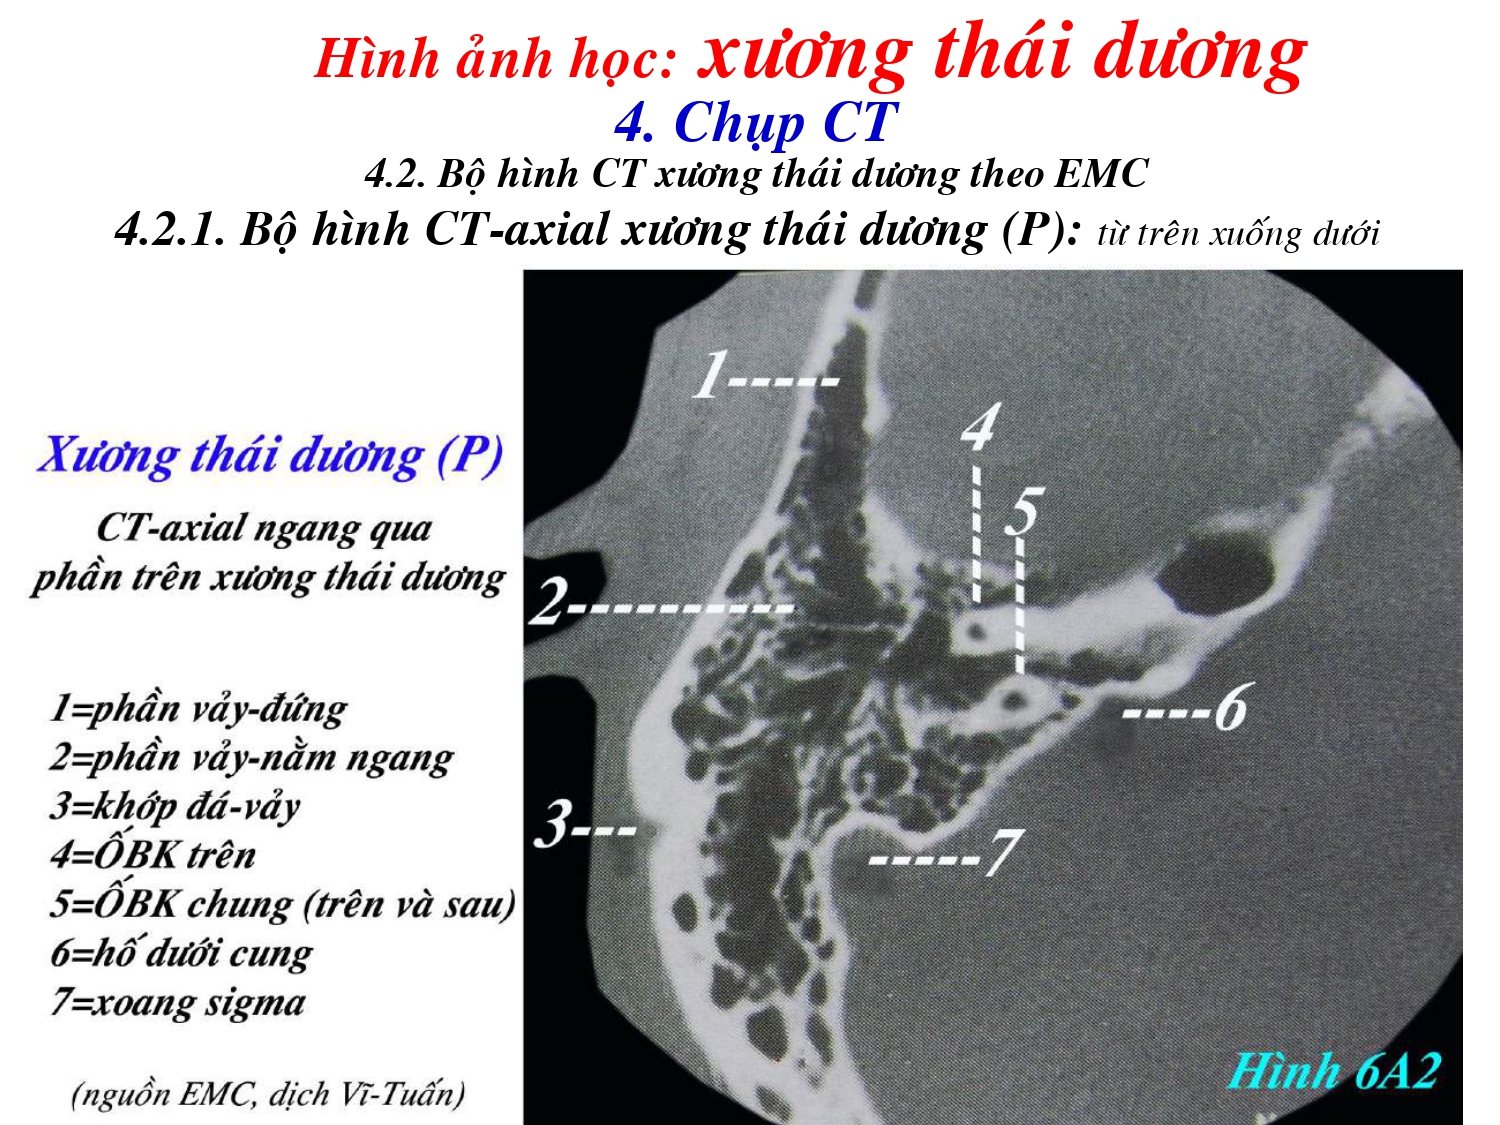 Hình ảnh học: xương thái dương
4. Chụp CT
4.2. Bộ hình CT xương thái dương theo EMC
4.2.1. Bộ hình CT-axial xương thái dương (P): từ trên xuống dưới
Xương thái dương (P)
CT-axial ngang qua
phần trên xương thái dương
1=phần vảy-đứng
2=phần vảy-nằm ngang
3=khớp đá-vảy
4=ỐBK trên
5=ỐBK chung (trên và sau)
6=hố dưới cung
7=xoang sigma
(nguồn EMC, dịch Vĩ-Tuấn)
1-----
4
5
2----------
----6
3---
-----7
Hình 6A2